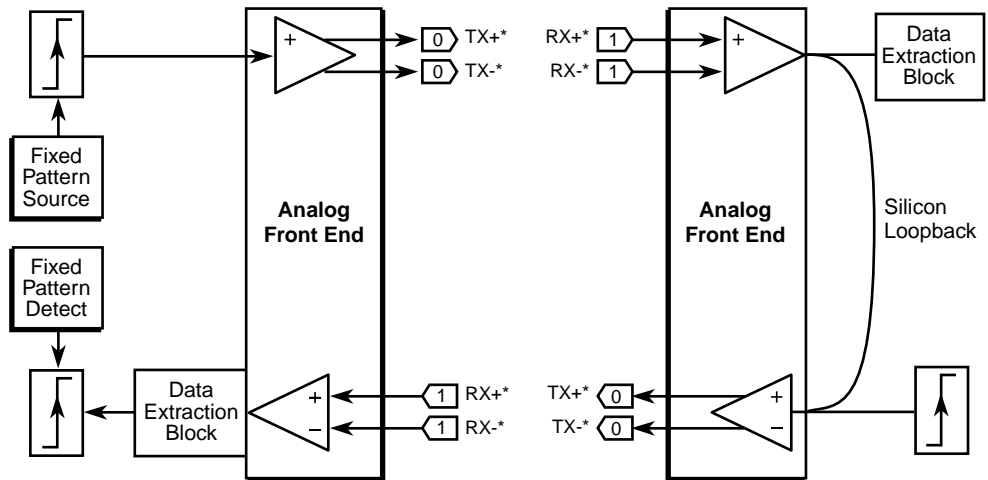 +
0
TX+*
0
TX-*
Fixed
Pattern
Source
Analog
Front End
Fixed
Pattern
Detect
Data
Extraction
Block
+
−
1
RX+*
1
RX-*
RX+*
1
RX-*
1
+
Data
Extraction
Block
Analog
Front End
Silicon
Loopback
TX+*
0
TX-*
0
+
−